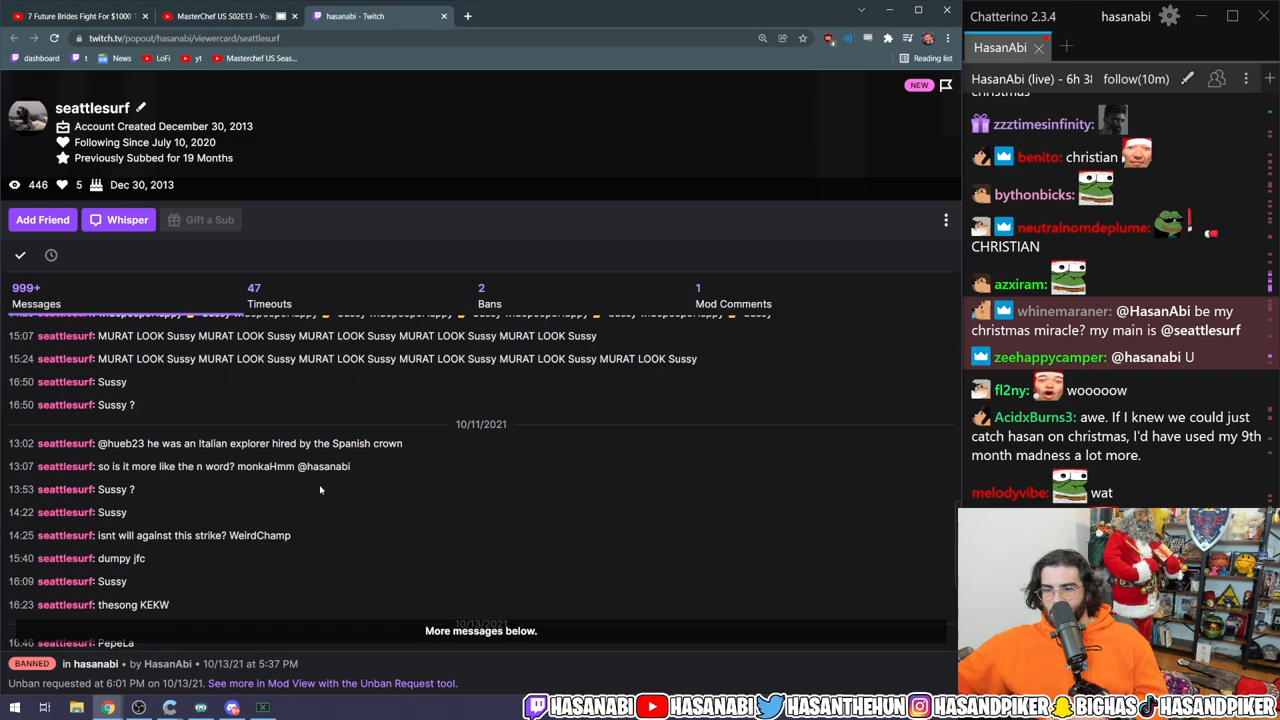 7 Future Brides Fight For $1000
MasterChef US S02E13 - You
hasanabi - Twitch
twitch.tv/popout/hasanabi/viewercard/seattlesurf
dashboard
t
News
LoFi
yt
Masterchef US Seas...
Reading list
seattlesurf
NEW
Account Created December 30, 2013
Following Since July 10, 2020
Previously Subbed for 19 Months
446 5 Dec 30, 2013
Add Friend
Whisper
Gift a Sub
999+ 47 2 1
Messages Timeouts Bans Mod Comments
15:07 seattlesurf: MURAT LOOK Sussy MURAT LOOK Sussy MURAT LOOK Sussy MURAT LOOK Sussy MURAT LOOK Sussy
15:24 seattlesurf: MURAT LOOK Sussy MURAT LOOK Sussy MURAT LOOK Sussy MURAT LOOK Sussy MURAT LOOK Sussy MURAT LOOK Sussy
16:50 seattlesurf: Sussy
16:50 seattlesurf: Sussy ?
10/11/2021
13:02 seattlesurf: @hueb23 he was an Italian explorer hired by the Spanish crown
13:07 seattlesurf: so is it more like the n word? monkaHmm @hasanabi
13:53 seattlesurf: Sussy ?
14:22 seattlesurf: Sussy
14:25 seattlesurf: isnt will against this strike? WeirdChamp
15:40 seattlesurf: dumpy jfc
16:09 seattlesurf: Sussy
16:23 seattlesurf: thesong KEKW
10/13/2021
More messages below.
16:46 seattlesurf: PepeLa
BANNED in hasanabi • by HasanAbi • 10/13/21 at 5:37 PM
Unban requested at 6:01 PM on 10/13/21. See more in Mod View with the Unban Request tool.
Chatterino 2.3.4
hasanabi
HasanAbi
HasanAbi (live) - 6h 3
follow(10m)
christmas
zzztimesinfinity:
benito: christian
bythonbicks:
neutralnomdeplume:
CHRISTIAN
azxiram:
whinemaraner: @HasanAbi be my
christmas miracle? my main is @seattlesurf
zeehappycamper: @hasanabi U
fl2ny: wooooow
AcidxBurns3: awe. If I knew we could just
catch hasan on christmas, I'd have used my 9th
month madness a lot more.
melodyvibe: wat
HASANABI HASANABI HASANTHEHUN HASANDPIKER BIGHAS HASANDPIKER